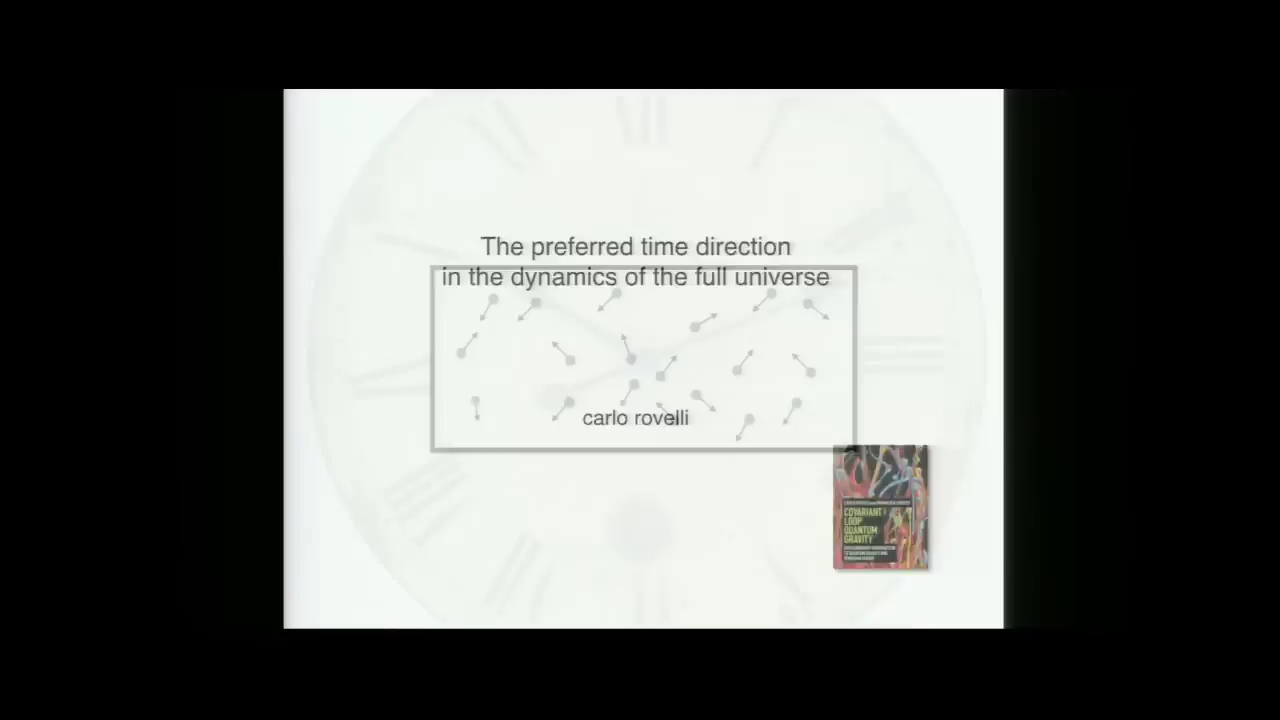 The preferred time direction
in the dynamics of the full universe
carlo rovelli
COVARIANT
LOOP
QUANTUM
GRAVITY